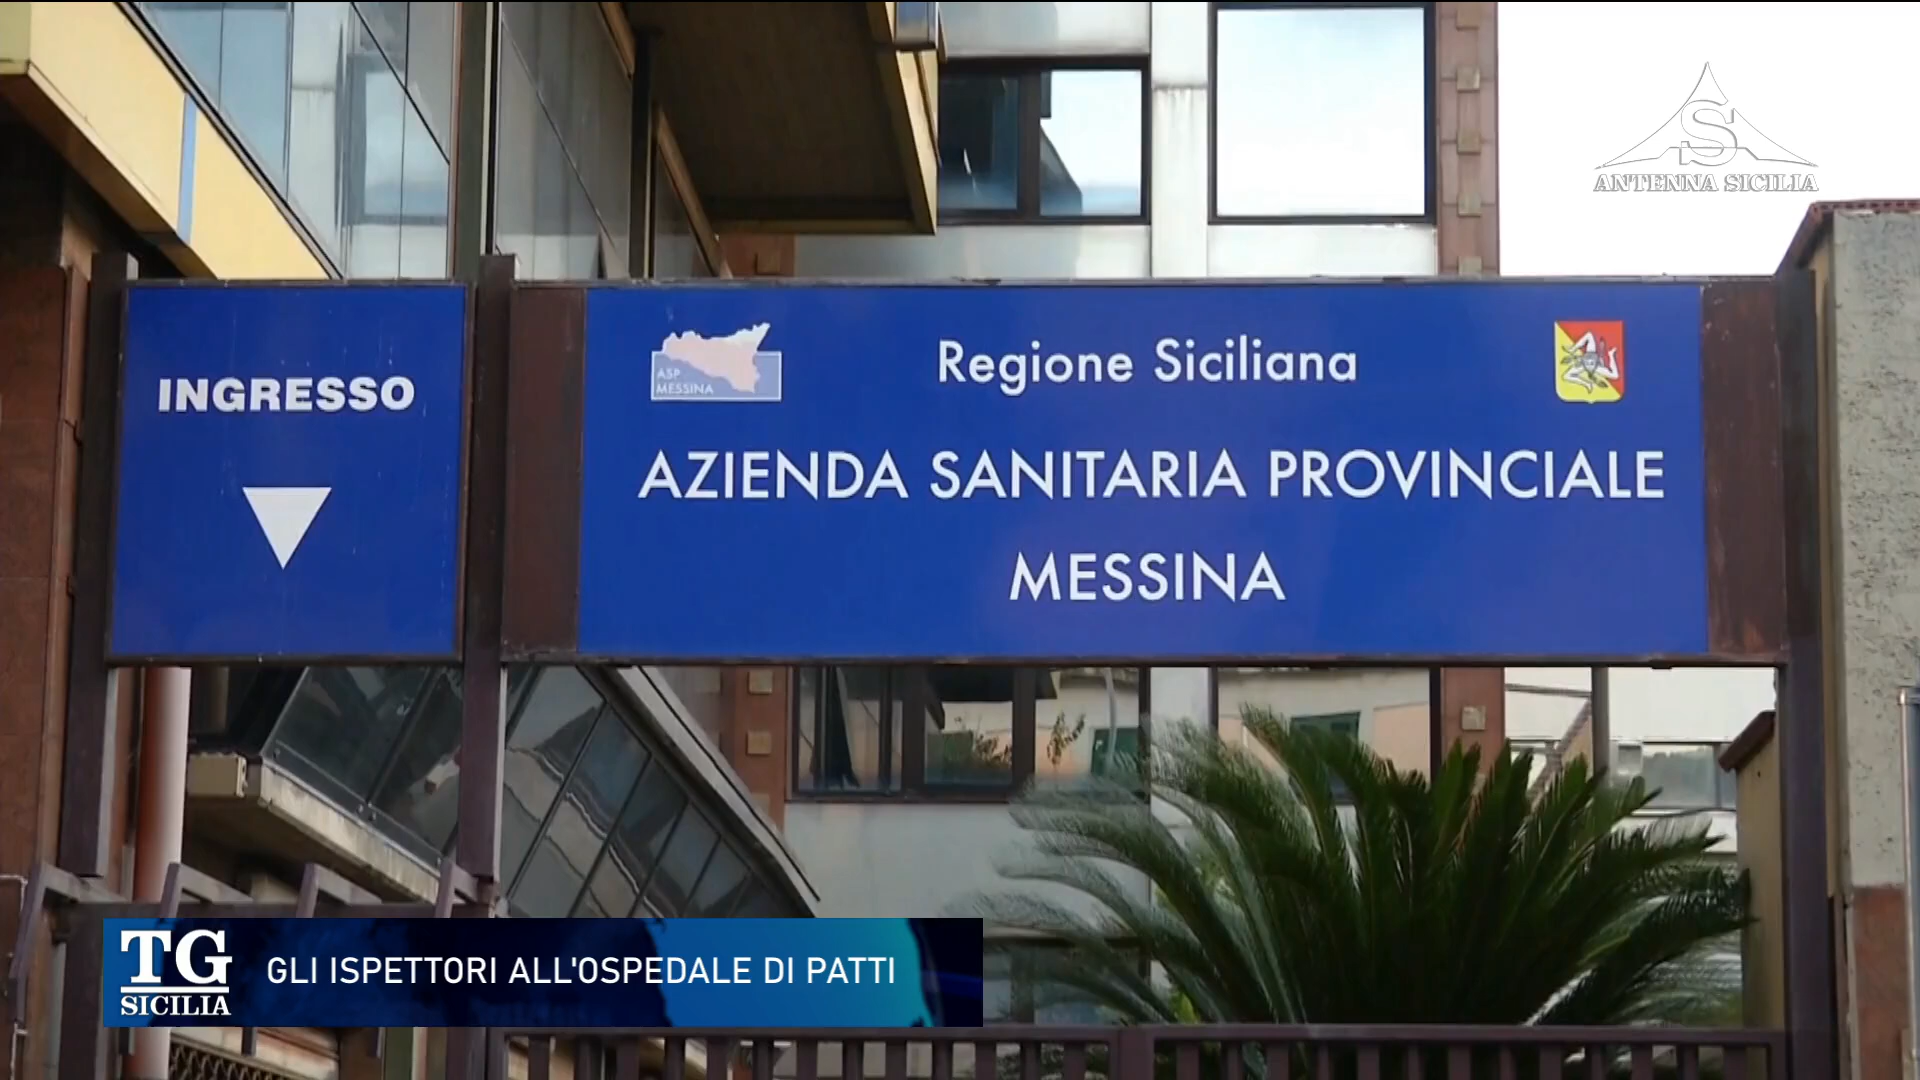 ANTENNA SICILIA
INGRESSO
ASP
MESSINA
Regione Siciliana
AZIENDA SANITARIA PROVINCIALE
MESSINA
TG
SICILIA
GLI ISPETTORI ALL'OSPEDALE DI PATTI